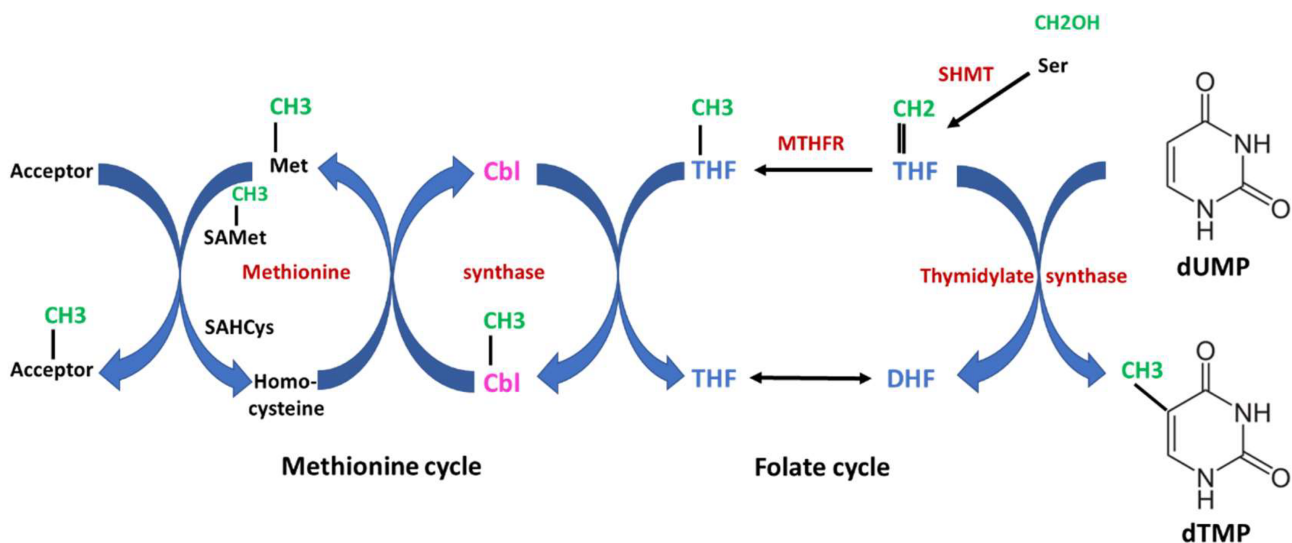 CH2OH
Ser
SHMT
CH3
CH3
CH2
MTHFR
Acceptor
Met
Cbl
THF
THF
CH3
SAMet
Methionine synthase
Thymidylate synthase
dUMP
O
NH
N
H
O
CH3
SAHCys
CH3
Acceptor
Homo-
cysteine
Cbl
THF
DHF
CH3
O
NH
N
H
O
dTMP
Methionine cycle
Folate cycle